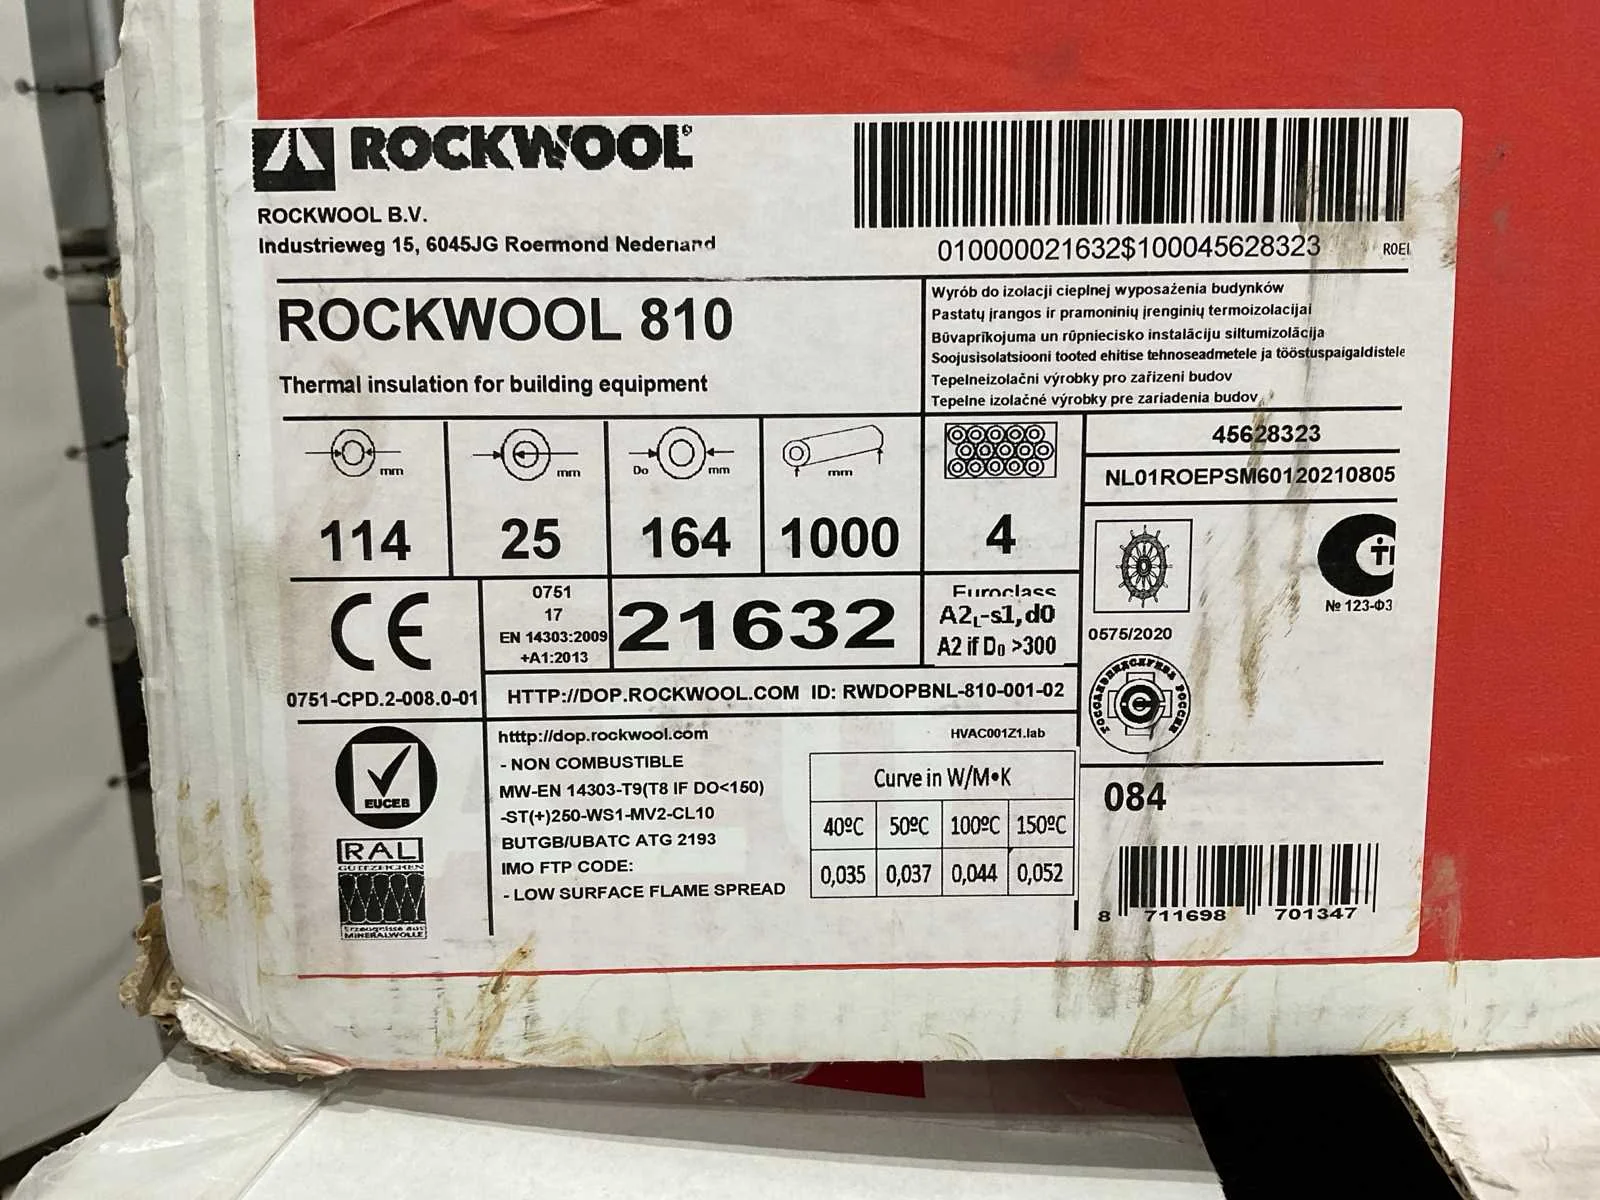 ROCKWOOL®
ROCKWOOL B.V.
Industrieweg 15, 6045JG Roermond Nederland
010000021632$100045628323
ROEI
ROCKWOOL 810
Thermal insulation for building equipment
Wyrób do izolacji cieplnej wyposażenia budynków
Pastatų įrangos ir pramoninių įrenginių termoizolacijai
Būvaprīkojuma un rūpniecisko instalāciju siltumizolācija
Soojusisolatsiooni tooted ehitise tehnoseadmetele ja tööstuspaigaldistele
Tepelneizolační výrobky pro zařízení budov
Tepelne izolačné výrobky pre zariadenia budov
mm
mm
Do mm
mm
114
25
164
1000
4
45628323
NL01ROEPSM60120210805
№ 123-ФЗ
0575/2020
CE
0751
17
EN 14303:2009
+A1:2013
21632
Euroclass
A2L-s1,d0
A2 if D0 >300
0751-CPD.2-008.0-01
HTTP://DOP.ROCKWOOL.COM ID: RWDOPBNL-810-001-02
htttp://dop.rockwool.com
HVAC001Z1.lab
- NON COMBUSTIBLE
MW-EN 14303-T9(T8 IF DO<150)
-ST(+)250-WS1-MV2-CL10
BUTGB/UBATC ATG 2193
IMO FTP CODE:
- LOW SURFACE FLAME SPREAD
EUCEB
RAL
GÜTEZEICHEN
Erzeugnisse aus
MINERALWOLLE
Curve in W/M•K
40ºC 50ºC 100ºC 150ºC
0,035 0,037 0,044 0,052
084
8 711698 701347